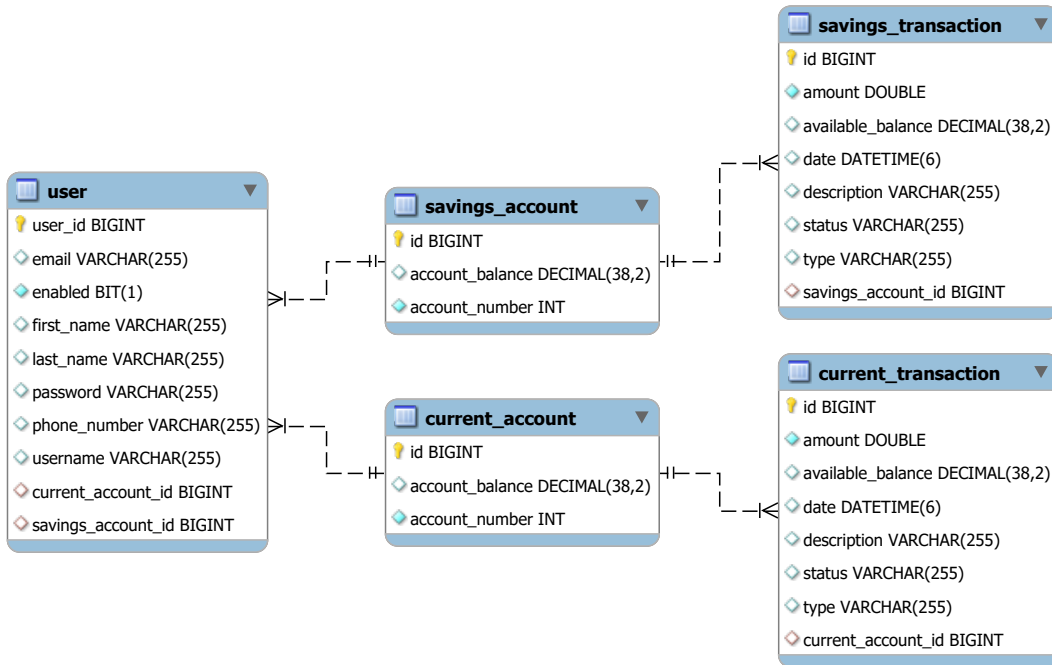 user
user_id BIGINT
email VARCHAR(255)
enabled BIT(1)
first_name VARCHAR(255)
last_name VARCHAR(255)
password VARCHAR(255)
phone_number VARCHAR(255)
username VARCHAR(255)
current_account_id BIGINT
savings_account_id BIGINT
savings_account
id BIGINT
account_balance DECIMAL(38,2)
account_number INT
current_account
id BIGINT
account_balance DECIMAL(38,2)
account_number INT
savings_transaction
id BIGINT
amount DOUBLE
available_balance DECIMAL(38,2)
date DATETIME(6)
description VARCHAR(255)
status VARCHAR(255)
type VARCHAR(255)
savings_account_id BIGINT
current_transaction
id BIGINT
amount DOUBLE
available_balance DECIMAL(38,2)
date DATETIME(6)
description VARCHAR(255)
status VARCHAR(255)
type VARCHAR(255)
current_account_id BIGINT